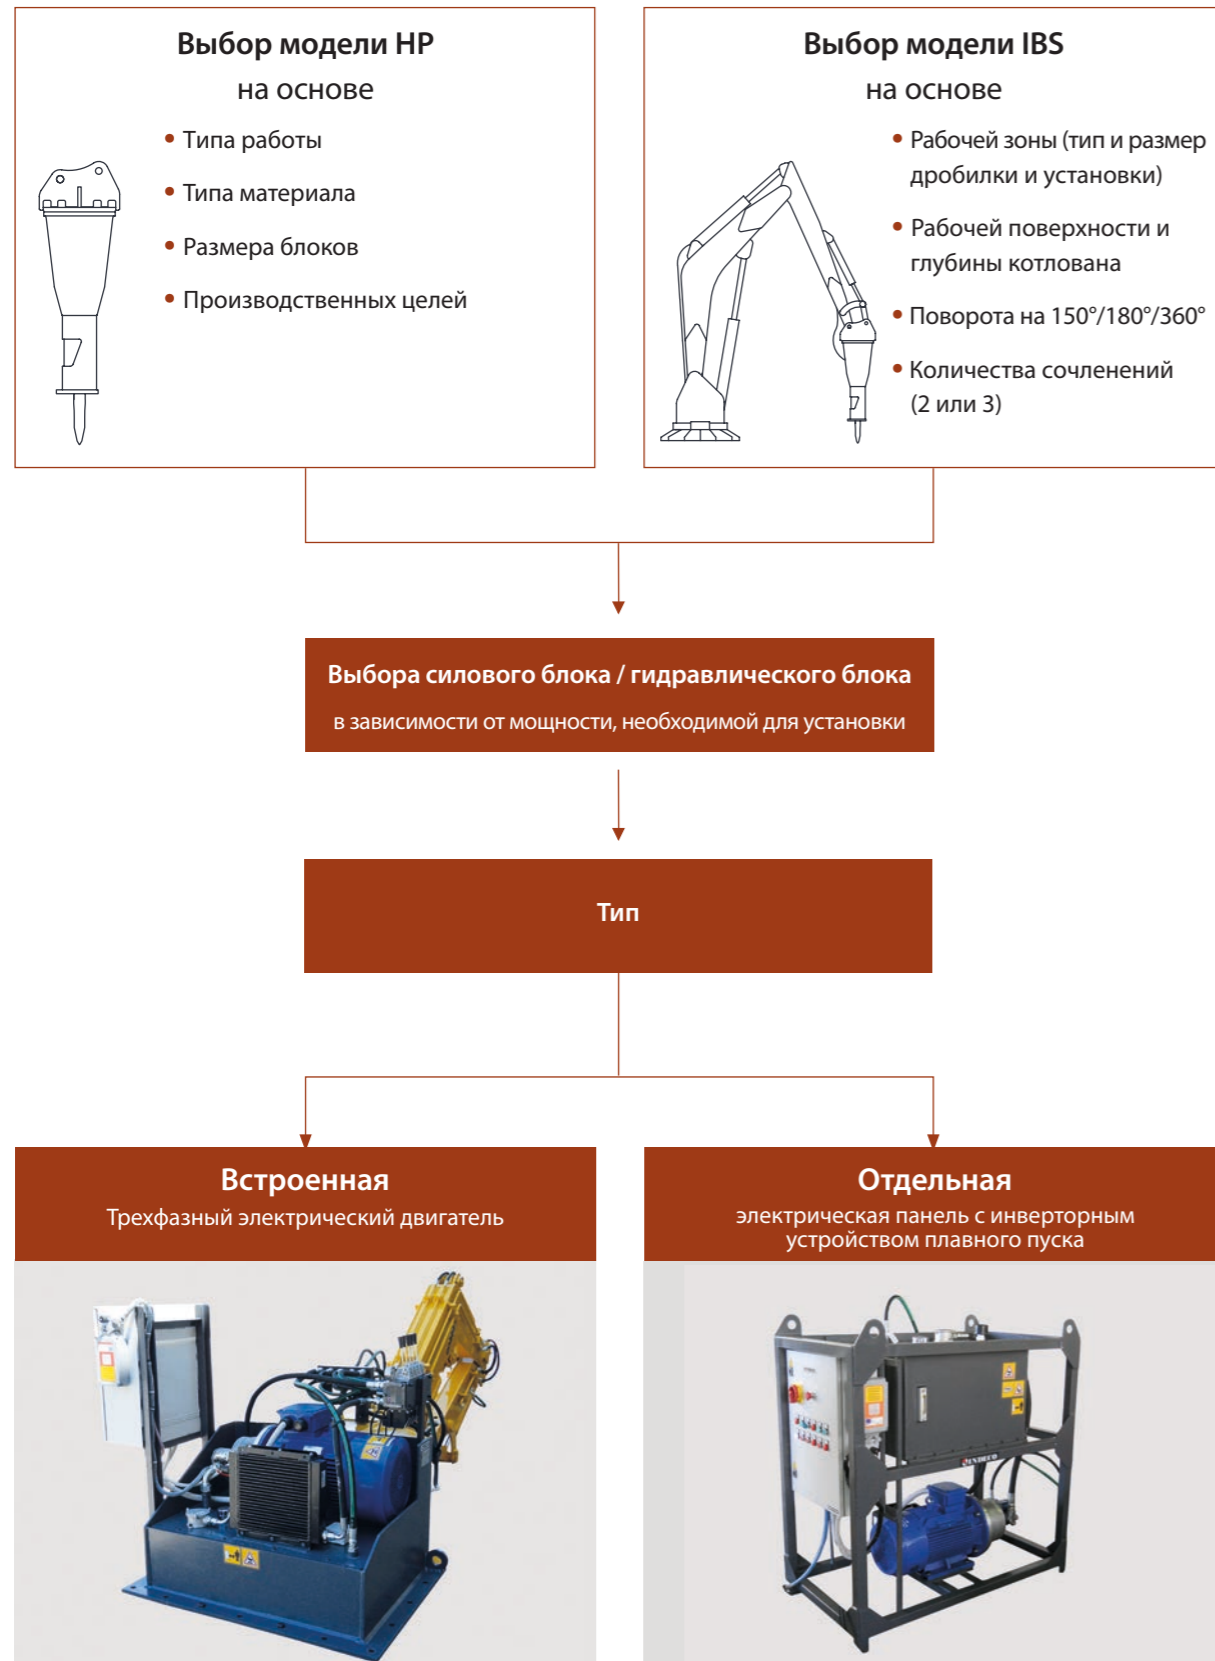 Выбор модели HP
на основе
• Типа работы
• Типа материала
• Размера блоков
• Производственных целей
Выбор модели IBS
на основе
• Рабочей зоны (тип и размер
дробилки и установки)
• Рабочей поверхности и
глубины котлована
• Поворота на 150°/180°/360°
• Количества сочленений
(2 или 3)
Выбора силового блока / гидравлического блока
в зависимости от мощности, необходимой для установки
Тип
Встроенная
Трехфазный электрический двигатель
Отдельная
электрическая панель с инверторным
устройством плавного пуска